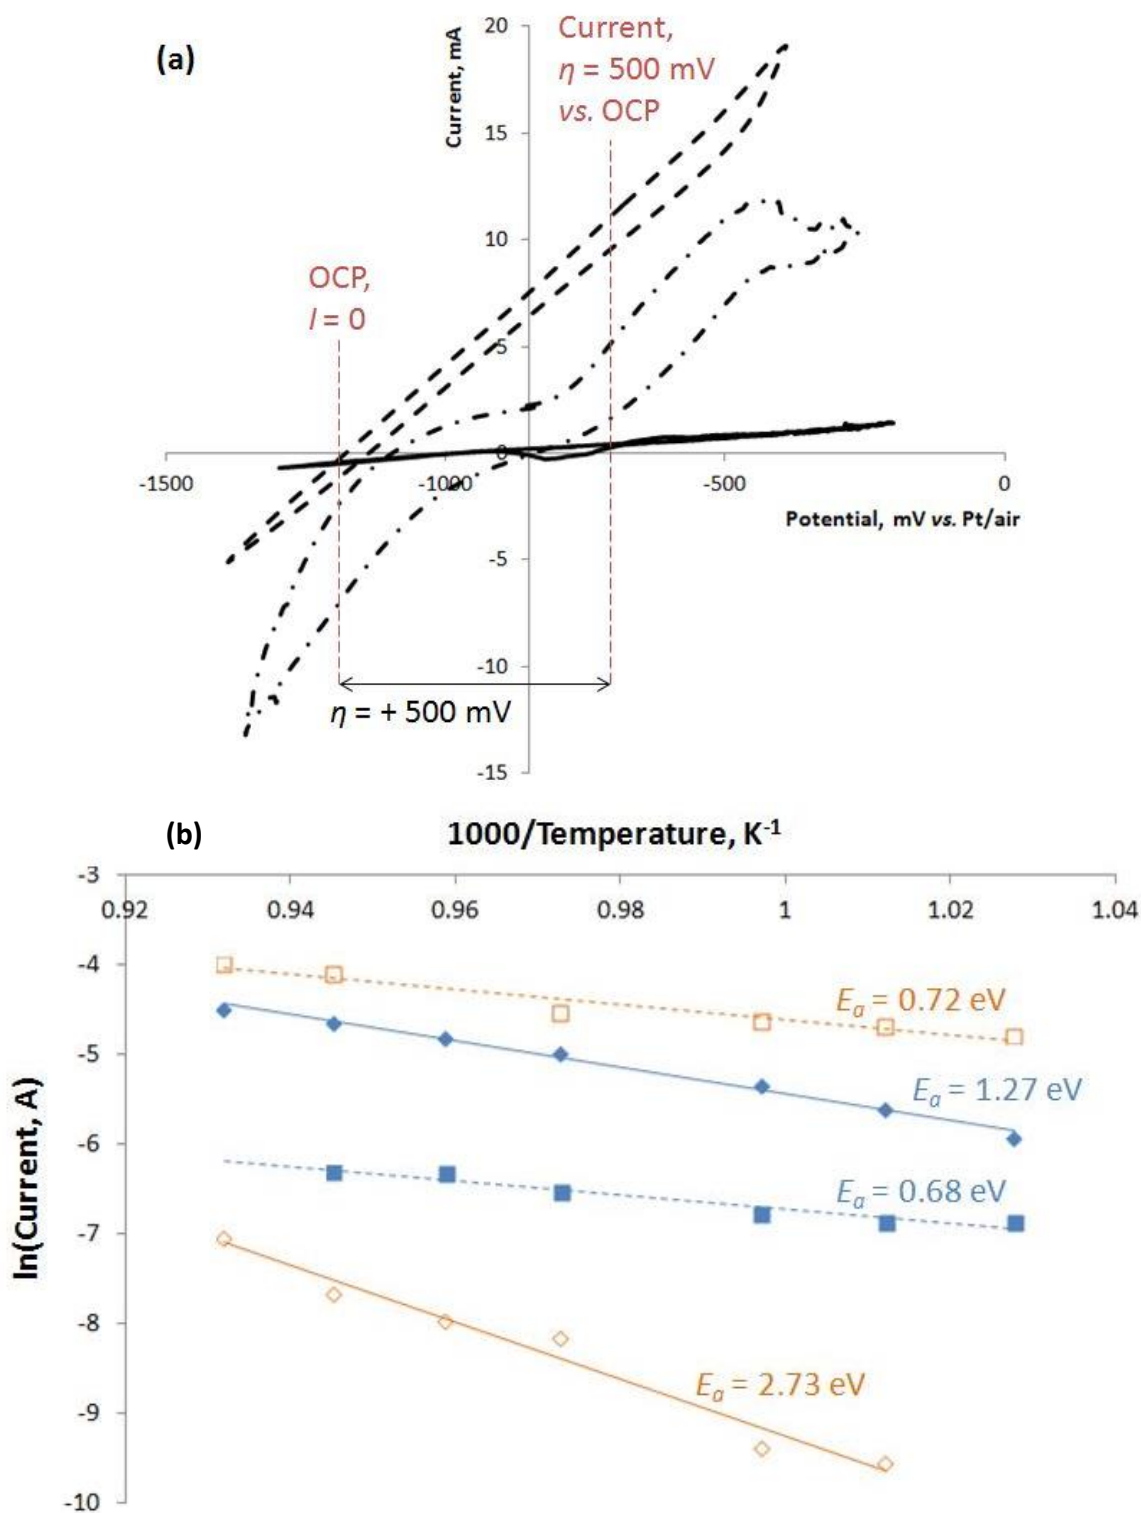 (a)
Current, mA
20
15
10
5
0
-5
-10
-15
Current,
η = 500 mV
vs. OCP
OCP,
I = 0
-1500
-1000
-500
0
Potential, mV vs. Pt/air
η = + 500 mV
(b)
1000/Temperature, K⁻¹
0.92
0.94
0.96
0.98
1
1.02
1.04
-3
-4
-5
-6
-7
-8
-9
-10
ln(Current, A)
Eₐ = 0.72 eV
Eₐ = 1.27 eV
Eₐ = 0.68 eV
Eₐ = 2.73 eV